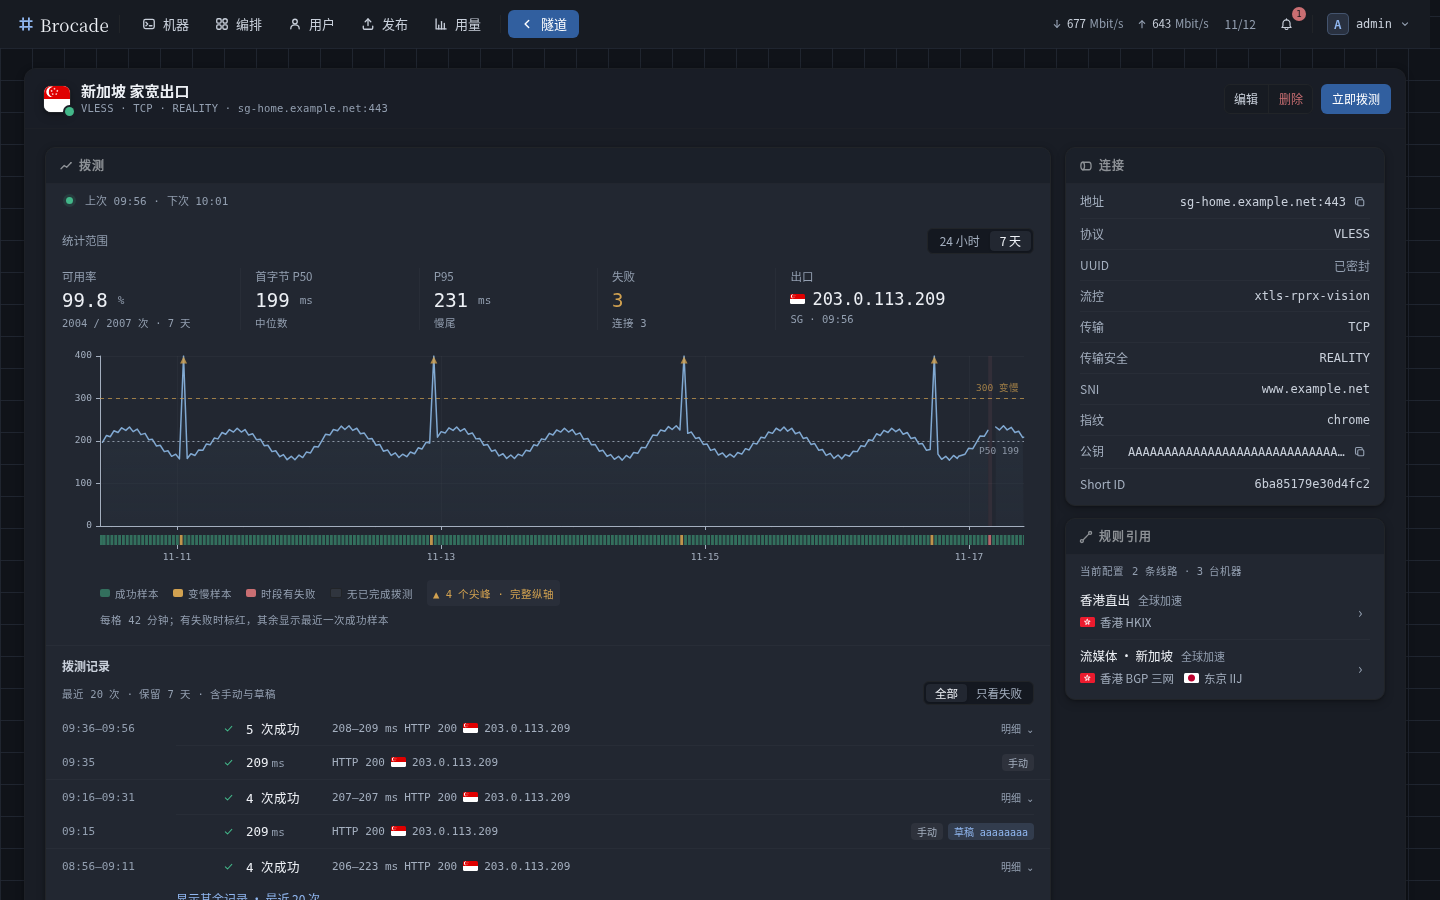 Brocade 机器 编排 用户 发布 用量 隧道 677 Mbit/s 643 Mbit/s 11/12 1 A admin
新加坡 家宽出口
VLESS · TCP · REALITY · sg-home.example.net:443
编辑 删除 立即拨测
拨测
上次 09:56 · 下次 10:01
统计范围 24 小时 7 天
可用率 首字节 P50 P95 失败 出口
99.8 % 199 ms 231 ms 3 203.0.113.209
2004 / 2007 次 · 7 天 中位数 慢尾 连接 3 SG · 09:56
400
300 变慢
300
200
P50 199
100
0
11-11 11-13 11-15 11-17
成功样本 变慢样本 时段有失败 无已完成拨测 ▲ 4 个尖峰 · 完整纵轴
每格 42 分钟；有失败时标红，其余显示最近一次成功样本
拨测记录
最近 20 次 · 保留 7 天 · 含手动与草稿 全部 只看失败
09:36–09:56 ✓ 5 次成功 208–209 ms HTTP 200 203.0.113.209 明细
09:35 ✓ 209 ms HTTP 200 203.0.113.209 手动
09:16–09:31 ✓ 4 次成功 207–207 ms HTTP 200 203.0.113.209 明细
09:15 ✓ 209 ms HTTP 200 203.0.113.209 手动 草稿 aaaaaaaa
08:56–09:11 ✓ 4 次成功 206–223 ms HTTP 200 203.0.113.209 明细
显示其余记录 · 最近 20 次
连接
地址 sg-home.example.net:443
协议 VLESS
UUID 已密封
流控 xtls-rprx-vision
传输 TCP
传输安全 REALITY
SNI www.example.net
指纹 chrome
公钥 AAAAAAAAAAAAAAAAAAAAAAAAAAAAA…
Short ID 6ba85179e30d4fc2
规则引用
当前配置 2 条线路 · 3 台机器
香港直出 全球加速
香港 HKIX
流媒体 · 新加坡 全球加速
香港 BGP 三网 东京 IIJ